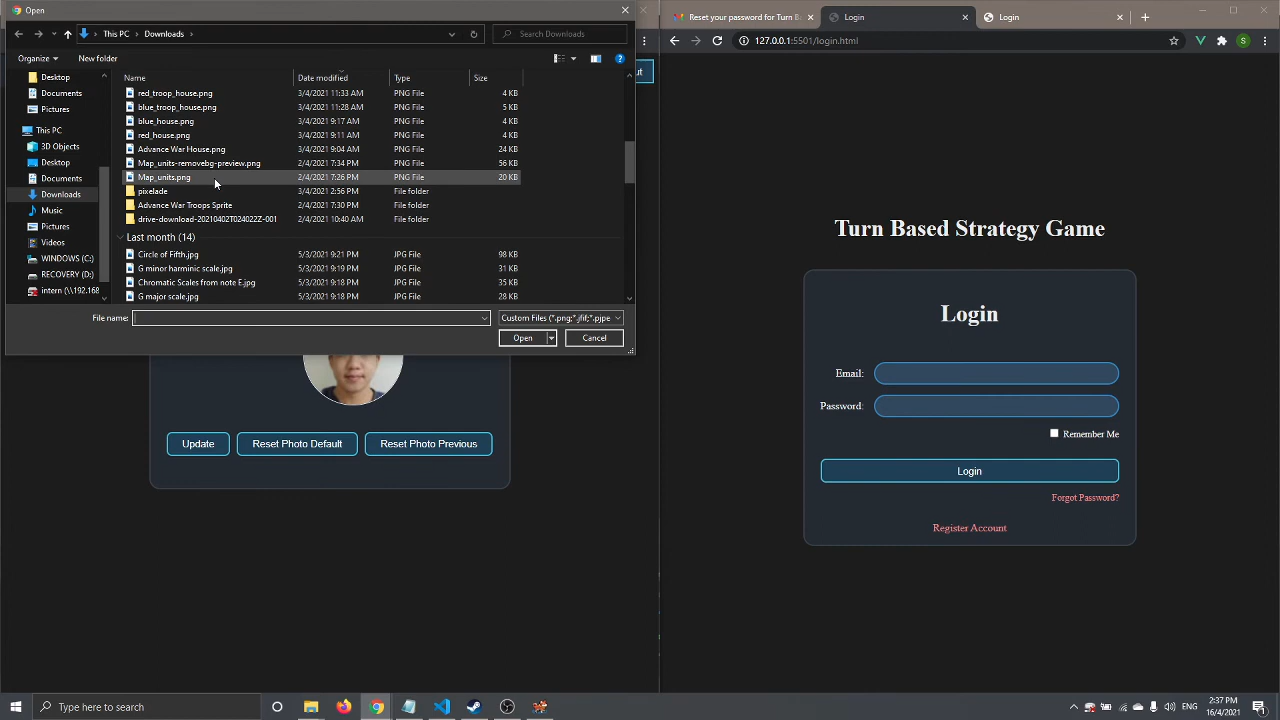 Open
This PC
Downloads
Search Downloads
Organize
New folder
Name
Date modified
Type
Size
Desktop
Documents
Pictures
This PC
3D Objects
Desktop
Documents
Downloads
Music
Pictures
Videos
WINDOWS (C:)
RECOVERY (D:)
intern (\\192.168
red_troop_house.png 3/4/2021 11:33 AM PNG File 4 KB
blue_troop_house.png 3/4/2021 11:28 AM PNG File 5 KB
blue_house.png 3/4/2021 9:17 AM PNG File 4 KB
red_house.png 3/4/2021 9:11 AM PNG File 4 KB
Advance War House.png 3/4/2021 9:04 AM PNG File 24 KB
Map_units-removebg-preview.png 2/4/2021 7:34 PM PNG File 56 KB
Map_units.png 2/4/2021 7:26 PM PNG File 20 KB
pixelade 3/4/2021 2:56 PM File folder
Advance War Troops Sprite 2/4/2021 7:30 PM File folder
drive-download-20210402T024022Z-001 2/4/2021 10:40 AM File folder
Last month (14)
Circle of Fifth.jpg 5/3/2021 9:21 PM JPG File 98 KB
G minor harminic scale.jpg 5/3/2021 9:19 PM JPG File 31 KB
Chromatic Scales from note E.jpg 5/3/2021 9:18 PM JPG File 35 KB
G major scale.jpg 5/3/2021 9:18 PM JPG File 28 KB
File name:
Custom Files (*.png;*.jfif;*.pjpe
Open
Cancel
Update
Reset Photo Default
Reset Photo Previous
Reset your password for Turn B
Login
Login
127.0.0.1:5501/login.html
S
Turn Based Strategy Game
Login
Email:
Password:
Remember Me
Login
Forgot Password?
Register Account
Type here to search
ENG
2:37 PM
16/4/2021